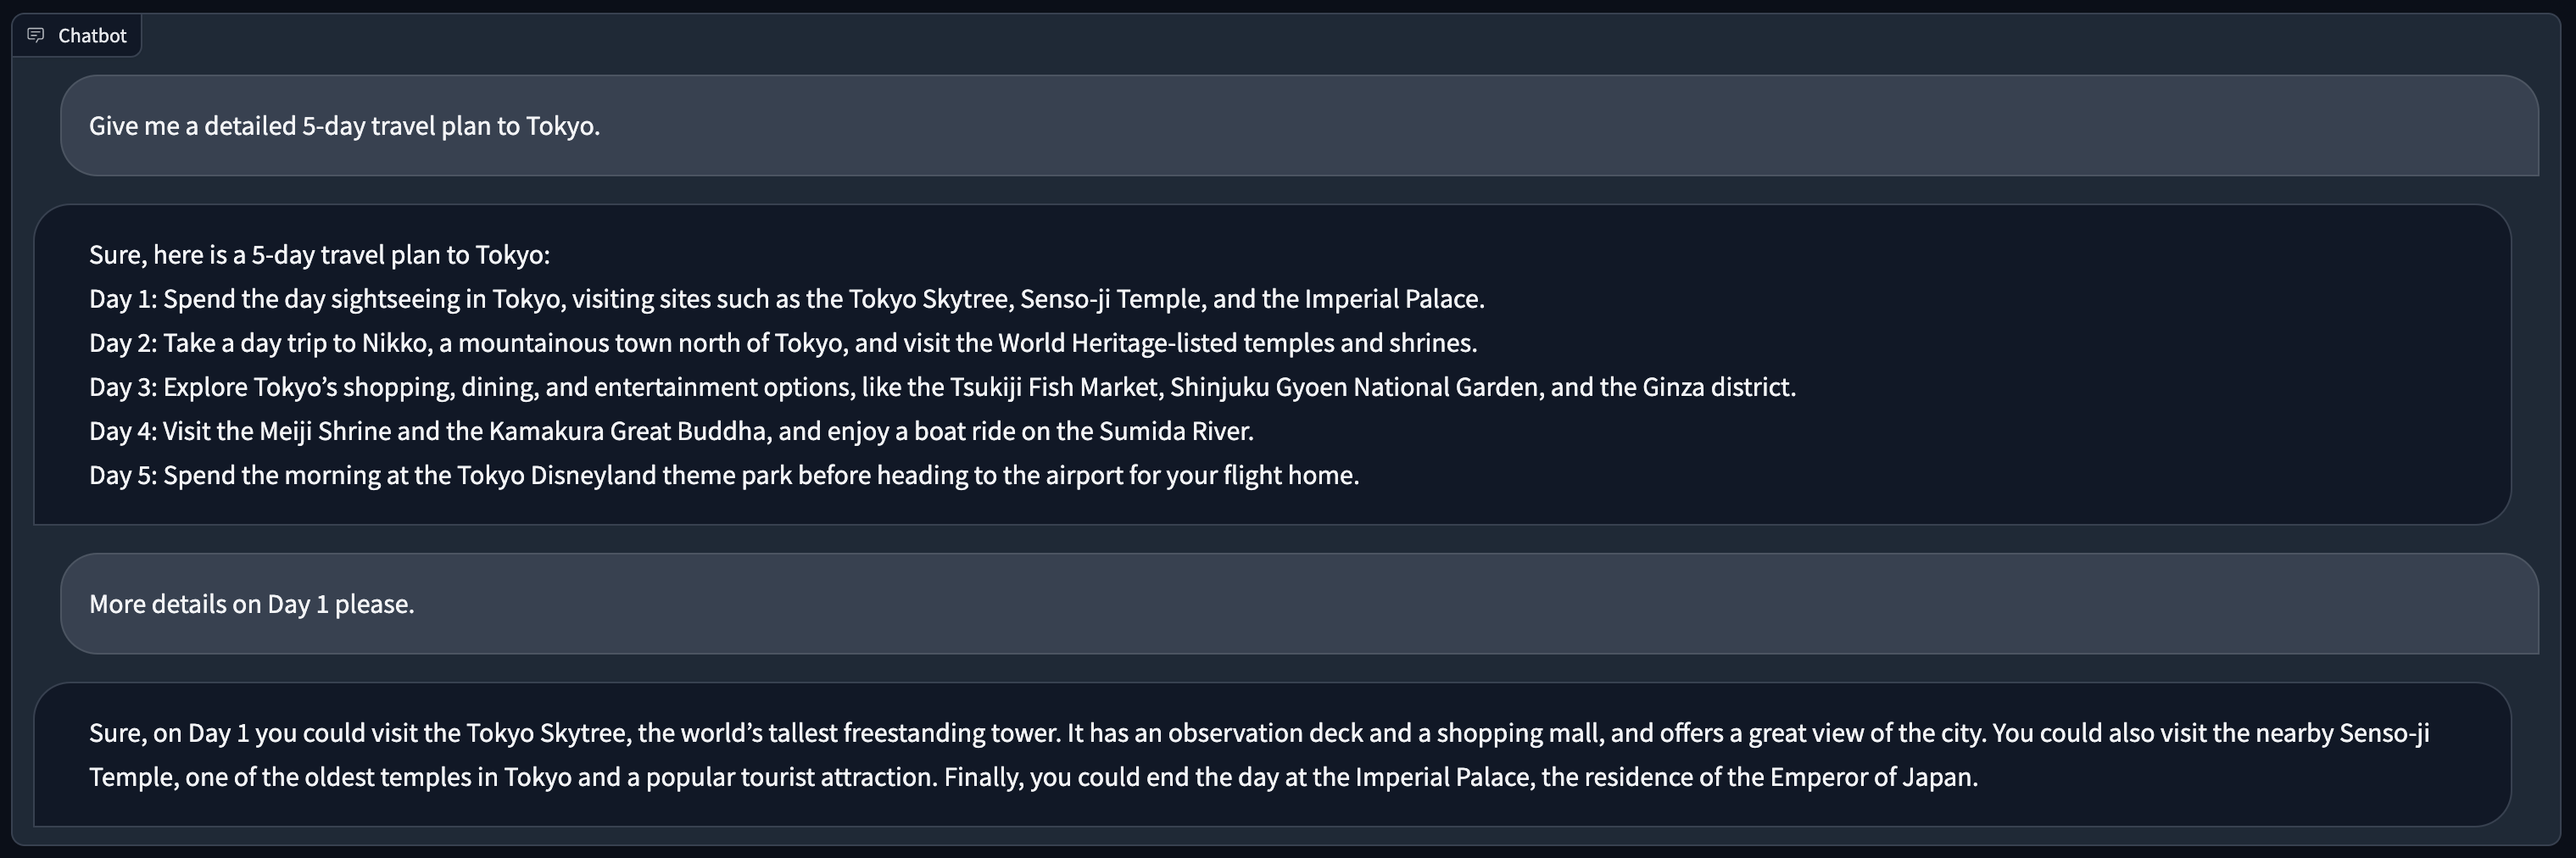 Chatbot
Give me a detailed 5-day travel plan to Tokyo.
Sure, here is a 5-day travel plan to Tokyo:
Day 1: Spend the day sightseeing in Tokyo, visiting sites such as the Tokyo Skytree, Senso-ji Temple, and the Imperial Palace.
Day 2: Take a day trip to Nikko, a mountainous town north of Tokyo, and visit the World Heritage-listed temples and shrines.
Day 3: Explore Tokyo’s shopping, dining, and entertainment options, like the Tsukiji Fish Market, Shinjuku Gyoen National Garden, and the Ginza district.
Day 4: Visit the Meiji Shrine and the Kamakura Great Buddha, and enjoy a boat ride on the Sumida River.
Day 5: Spend the morning at the Tokyo Disneyland theme park before heading to the airport for your flight home.
More details on Day 1 please.
Sure, on Day 1 you could visit the Tokyo Skytree, the world’s tallest freestanding tower. It has an observation deck and a shopping mall, and offers a great view of the city. You could also visit the nearby Senso-ji
Temple, one of the oldest temples in Tokyo and a popular tourist attraction. Finally, you could end the day at the Imperial Palace, the residence of the Emperor of Japan.